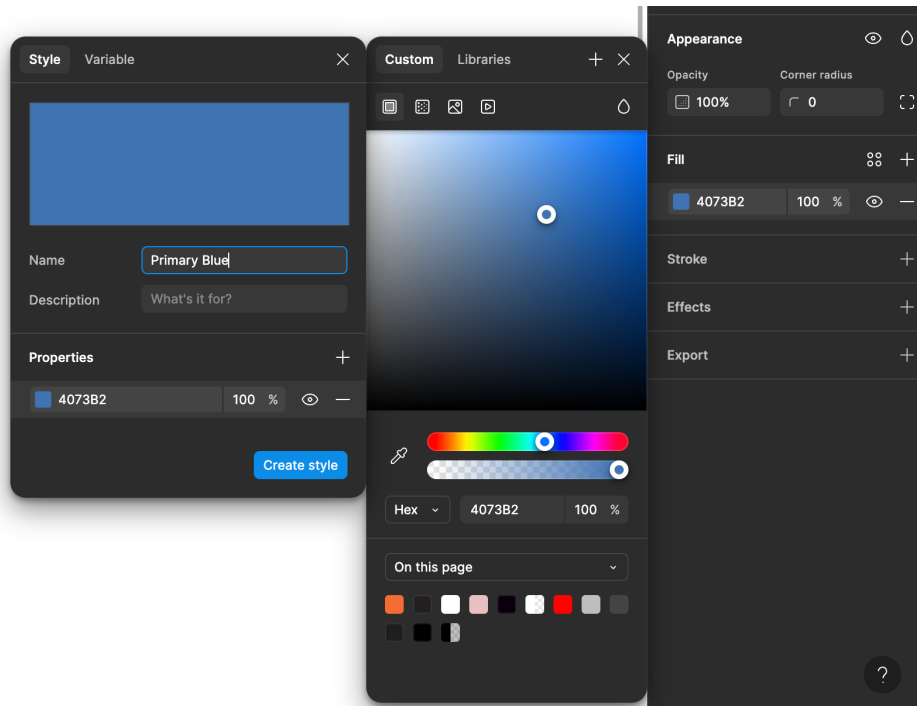 Style Variable
Name Primary Blue
Description What's it for?
Properties
4073B2 100 %
Create style
Custom Libraries
Hex 4073B2 100 %
On this page
Appearance
Opacity Corner radius
100% 0
Fill
4073B2 100 %
Stroke
Effects
Export
?